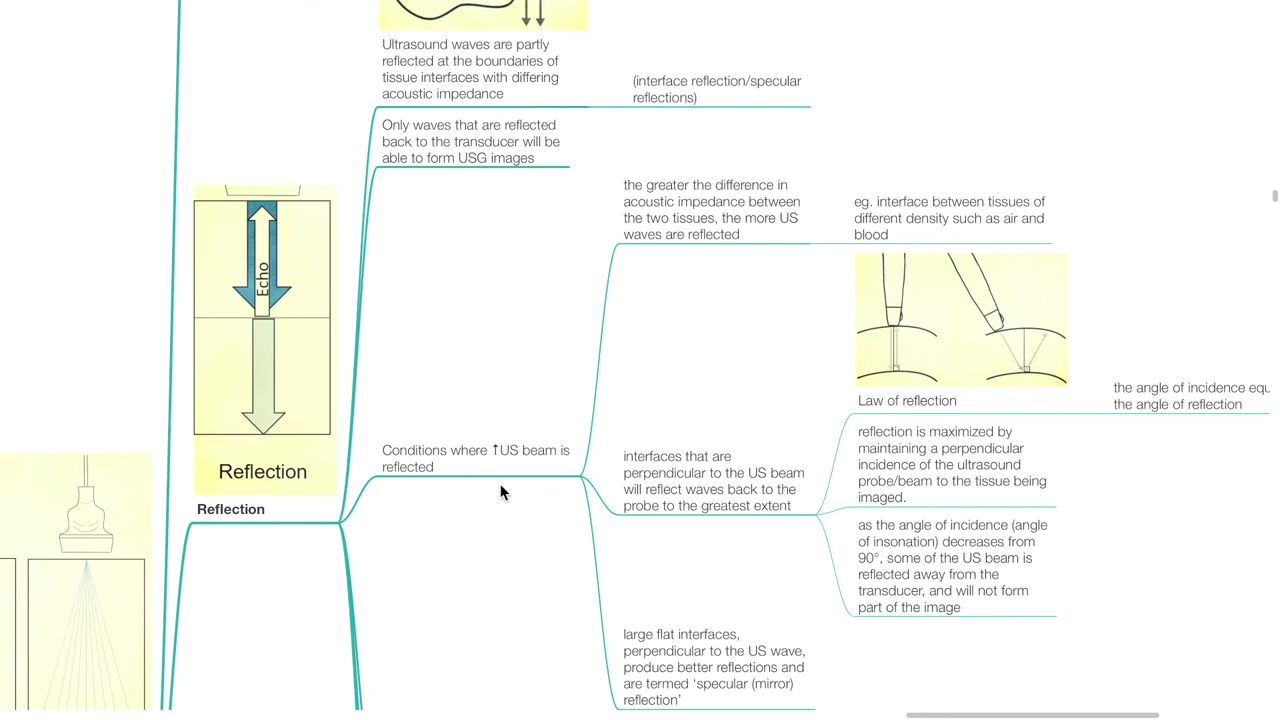 Ultrasound waves are partly
reflected at the boundaries of
tissue interfaces with differing
acoustic impedance
(interface reflection/specular
reflections)
Only waves that are reflected
back to the transducer will be
able to form USG images
Echo
Reflection
Reflection
Conditions where ↑US beam is
reflected
the greater the difference in
acoustic impedance between
the two tissues, the more US
waves are reflected
eg. interface between tissues of
different density such as air and
blood
interfaces that are
perpendicular to the US beam
will reflect waves back to the
probe to the greatest extent
Law of reflection
the angle of incidence equ
the angle of reflection
reflection is maximized by
maintaining a perpendicular
incidence of the ultrasound
probe/beam to the tissue being
imaged.
as the angle of incidence (angle
of insonation) decreases from
90°, some of the US beam is
reflected away from the
transducer, and will not form
part of the image
large flat interfaces,
perpendicular to the US wave,
produce better reflections and
are termed ‘specular (mirror)
reflection’